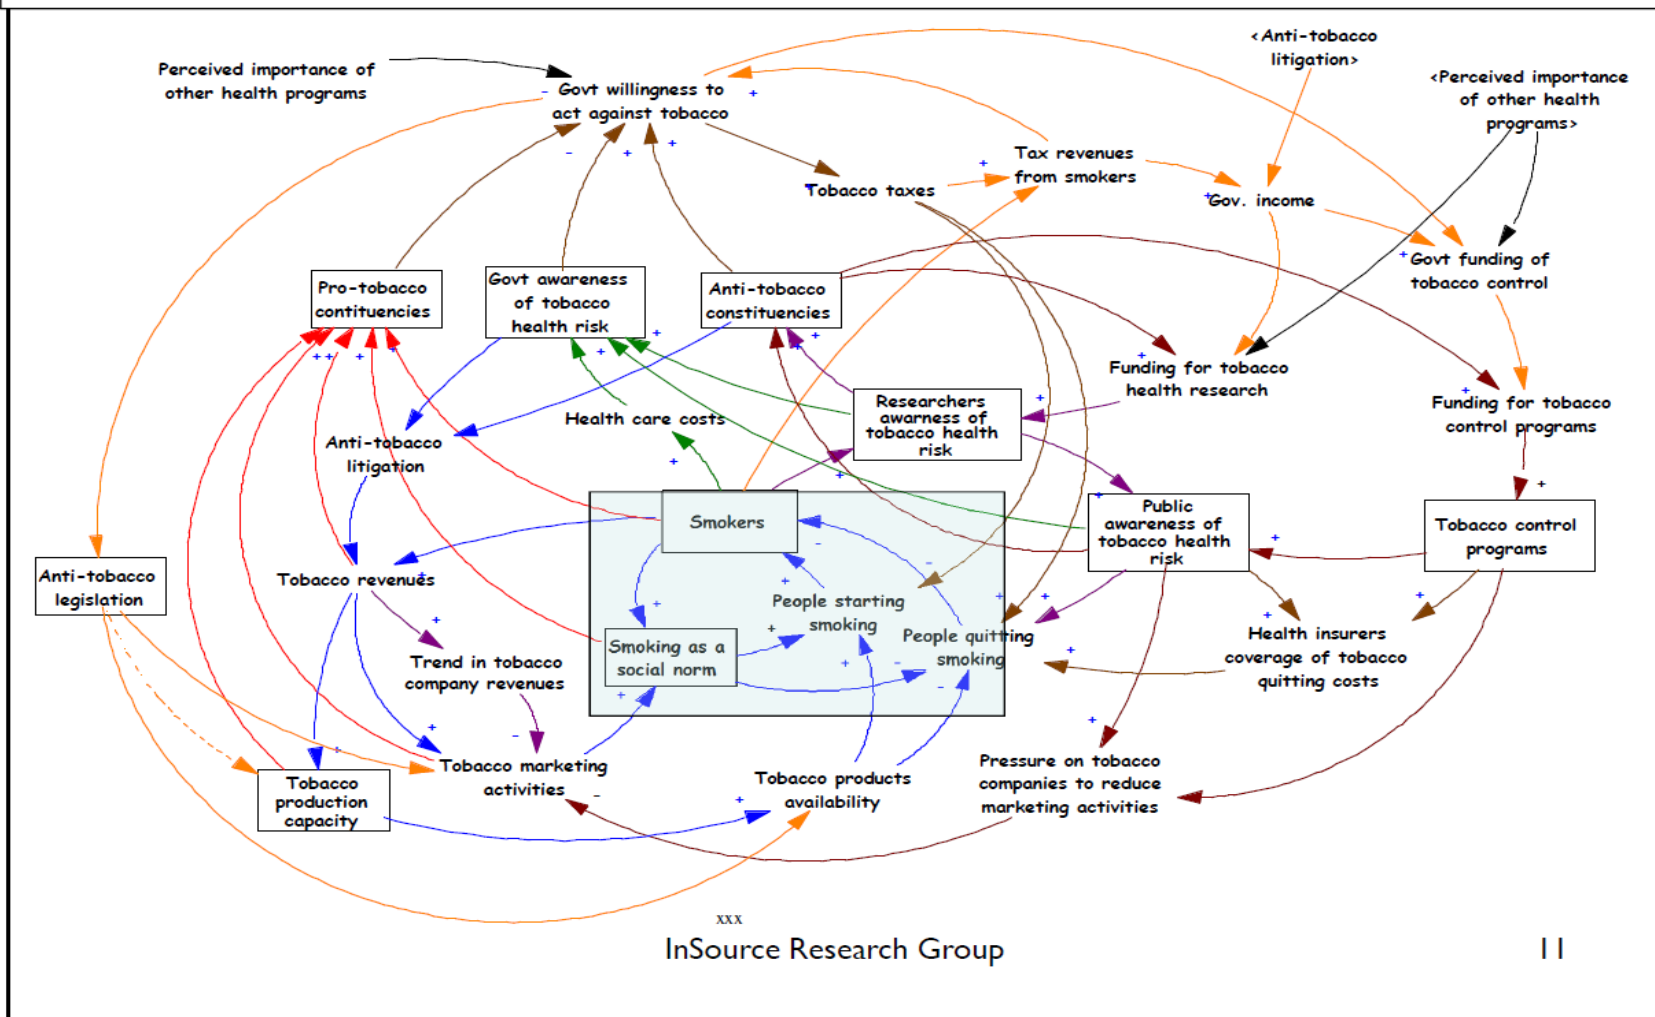 <Anti-tobacco
litigation>
Perceived importance of
other health programs
<Perceived importance
of other health
programs>
Govt willingness to
act against tobacco
Tax revenues
from smokers
Tobacco taxes
Gov. income
Govt funding of
tobacco control
Pro-tobacco
contituencies
Govt awareness
of tobacco
health risk
Anti-tobacco
constituencies
Funding for tobacco
health research
Funding for tobacco
control programs
Health care costs
Researchers
awarness of
tobacco health
risk
Anti-tobacco
litigation
Smokers
Public
awareness of
tobacco health
risk
Tobacco control
programs
Anti-tobacco
legislation
Tobacco revenues
People starting
smoking
People quitting
smoking
Smoking as a
social norm
Health insurers
coverage of tobacco
quitting costs
Trend in tobacco
company revenues
Tobacco marketing
activities
Tobacco products
availability
Pressure on tobacco
companies to reduce
marketing activities
Tobacco
production
capacity
xxx
InSource Research Group
11